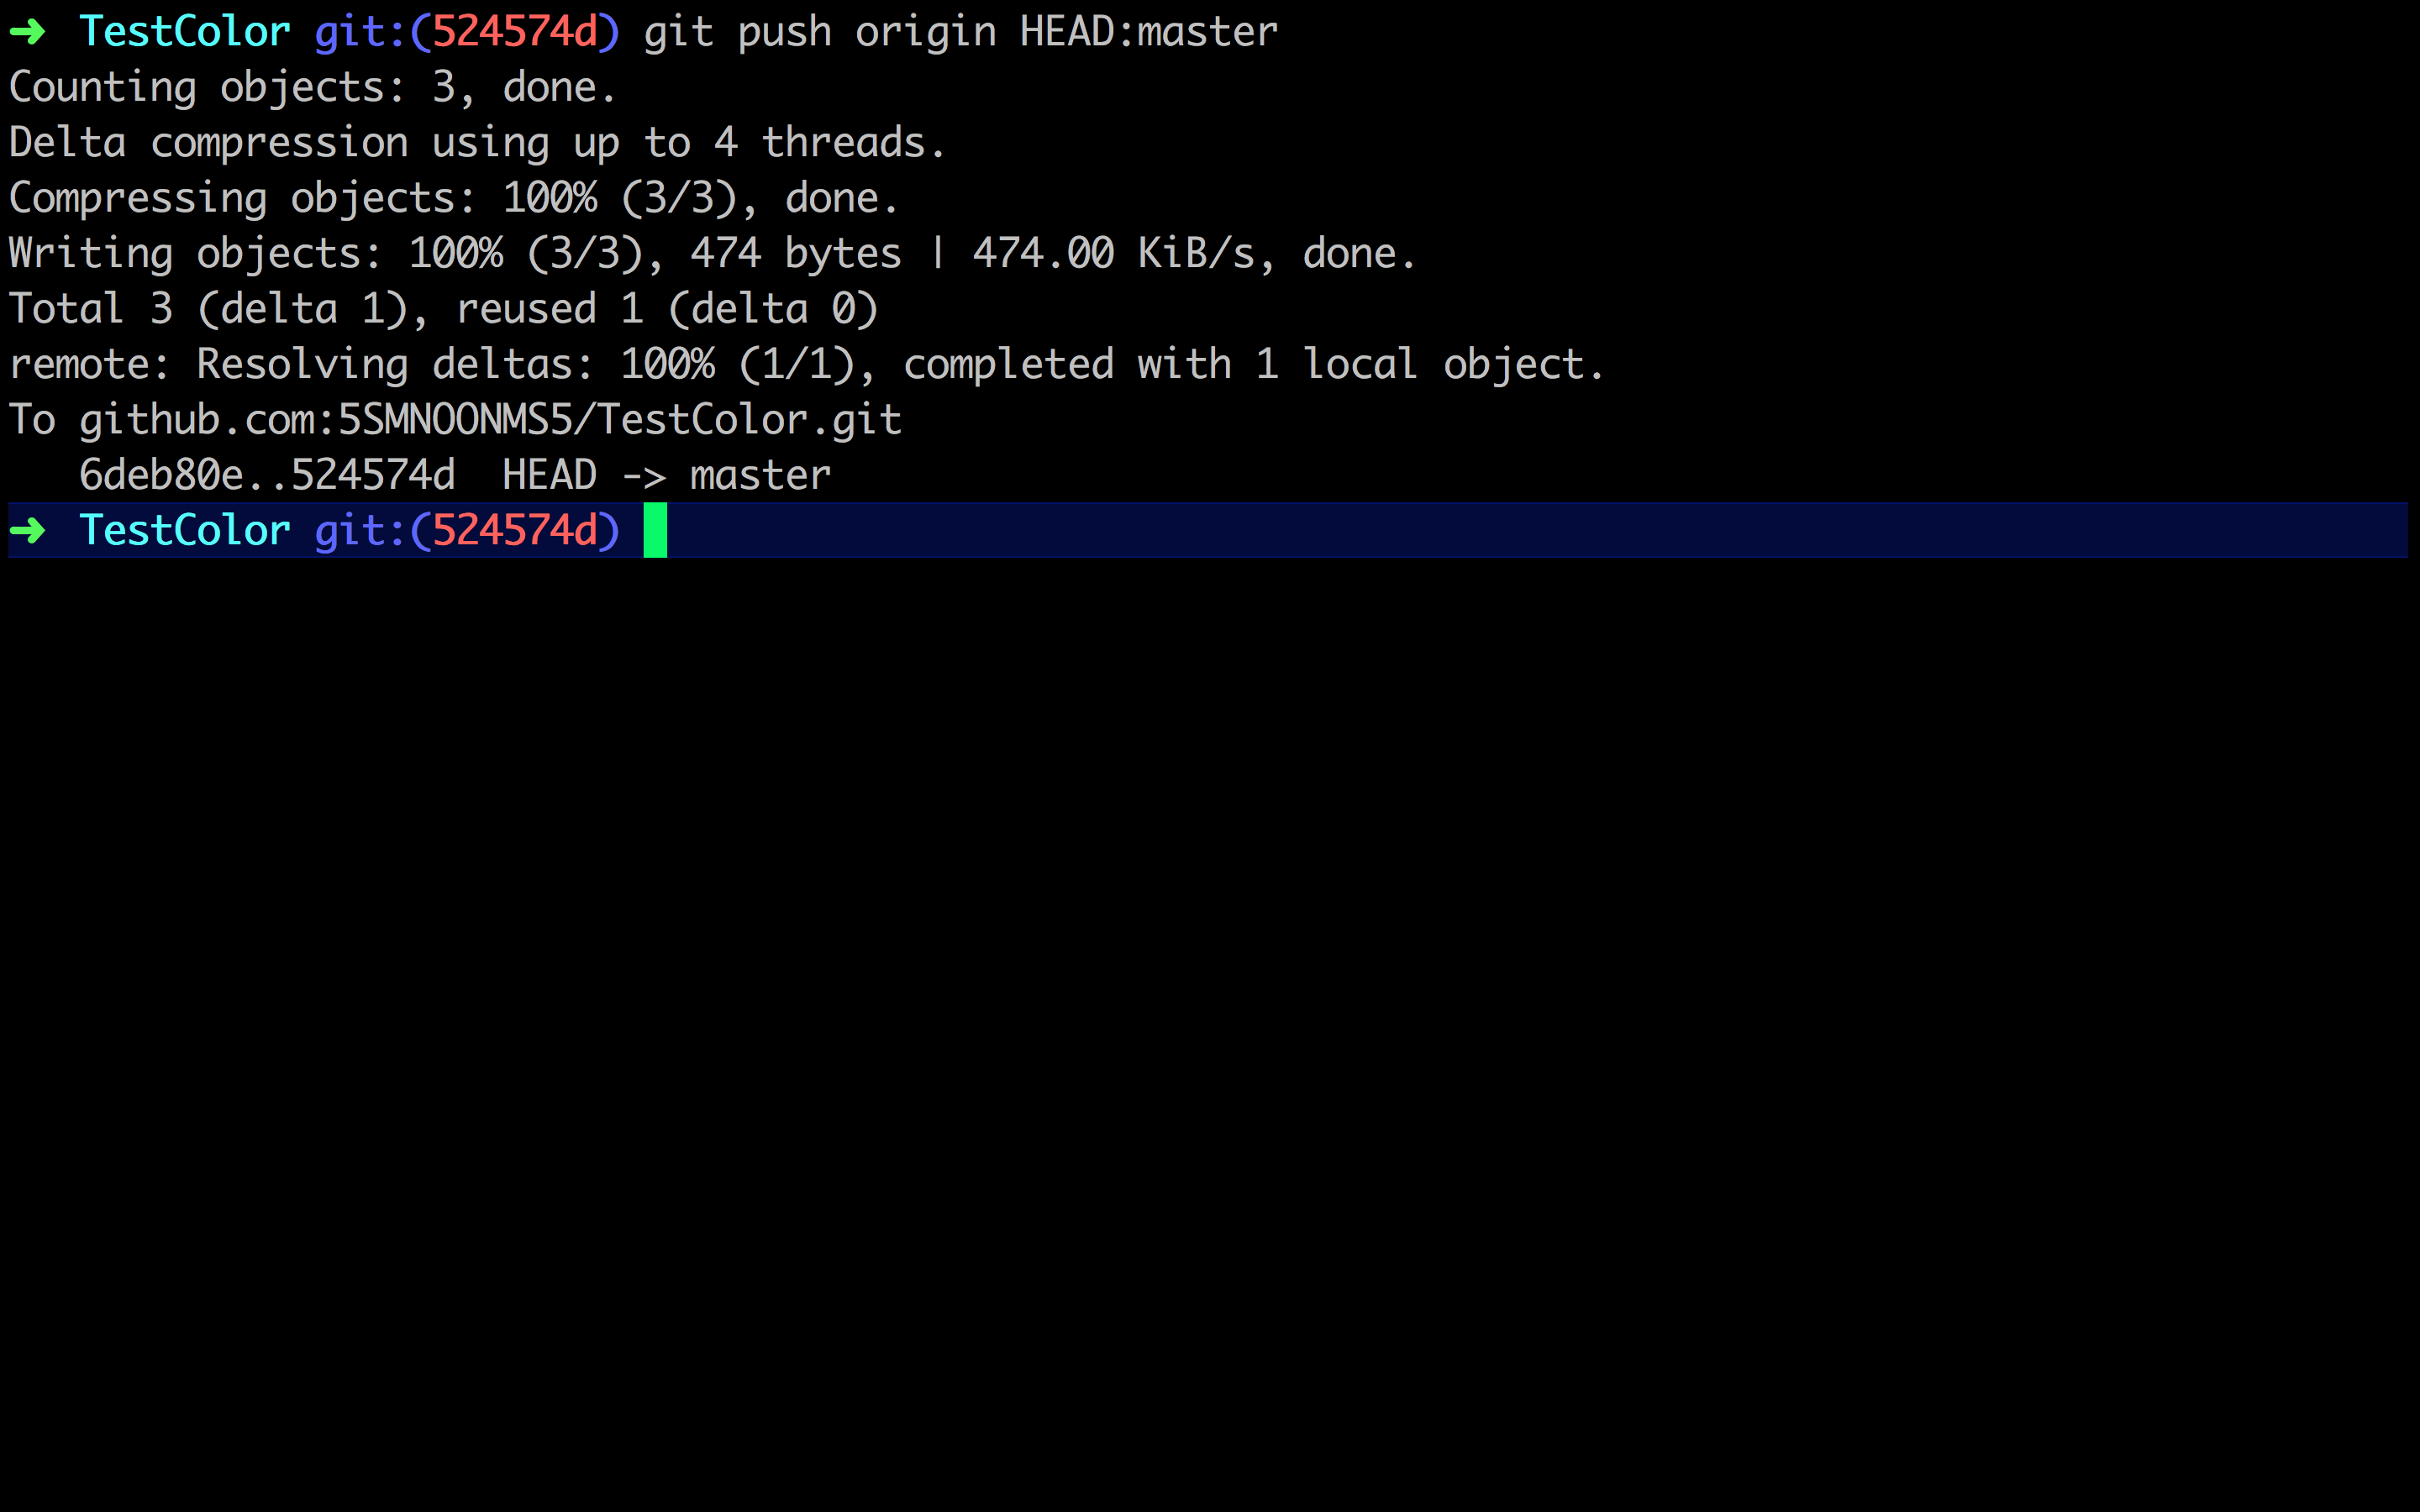 ➜  TestColor git:(524574d) git push origin HEAD:master
Counting objects: 3, done.
Delta compression using up to 4 threads.
Compressing objects: 100% (3/3), done.
Writing objects: 100% (3/3), 474 bytes | 474.00 KiB/s, done.
Total 3 (delta 1), reused 1 (delta 0)
remote: Resolving deltas: 100% (1/1), completed with 1 local object.
To github.com:5SMNOONMS5/TestColor.git
   6deb80e..524574d  HEAD -> master
➜  TestColor git:(524574d)